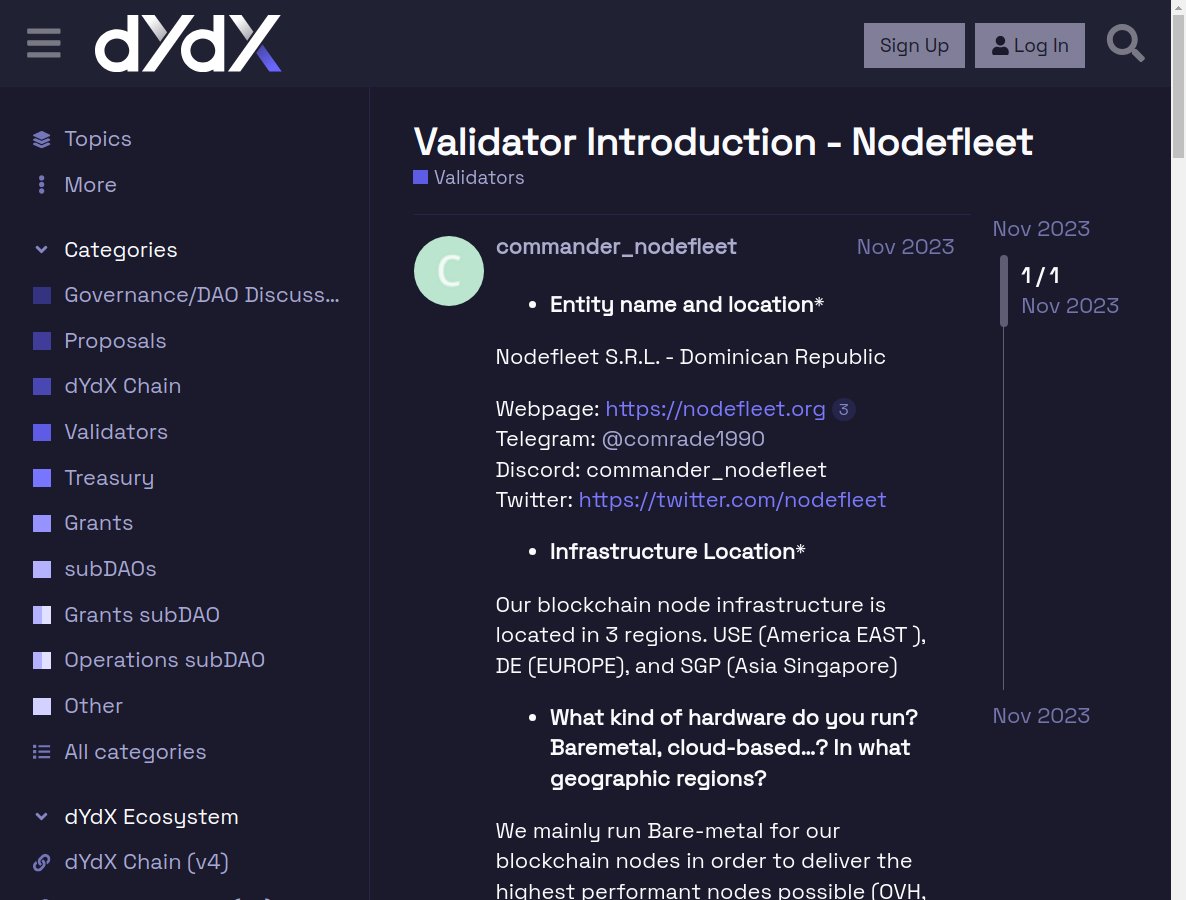 dYdX
Sign Up
Log In
Topics
More
Categories
Governance/DAO Discuss...
Proposals
dYdX Chain
Validators
Treasury
Grants
subDAOs
Grants subDAO
Operations subDAO
Other
All categories
dYdX Ecosystem
dYdX Chain (v4)
Validator Introduction - Nodefleet
Validators
C
commander_nodefleet
Nov 2023
• Entity name and location*
Nodefleet S.R.L. - Dominican Republic
Webpage: https://nodefleet.org 3
Telegram: @comrade1990
Discord: commander_nodefleet
Twitter: https://twitter.com/nodefleet
• Infrastructure Location*
Our blockchain node infrastructure is
located in 3 regions. USE (America EAST ),
DE (EUROPE), and SGP (Asia Singapore)
• What kind of hardware do you run?
Baremetal, cloud-based…? In what
geographic regions?
We mainly run Bare-metal for our
blockchain nodes in order to deliver the
highest performant nodes possible (OVH,
Nov 2023
1 / 1
Nov 2023
Nov 2023